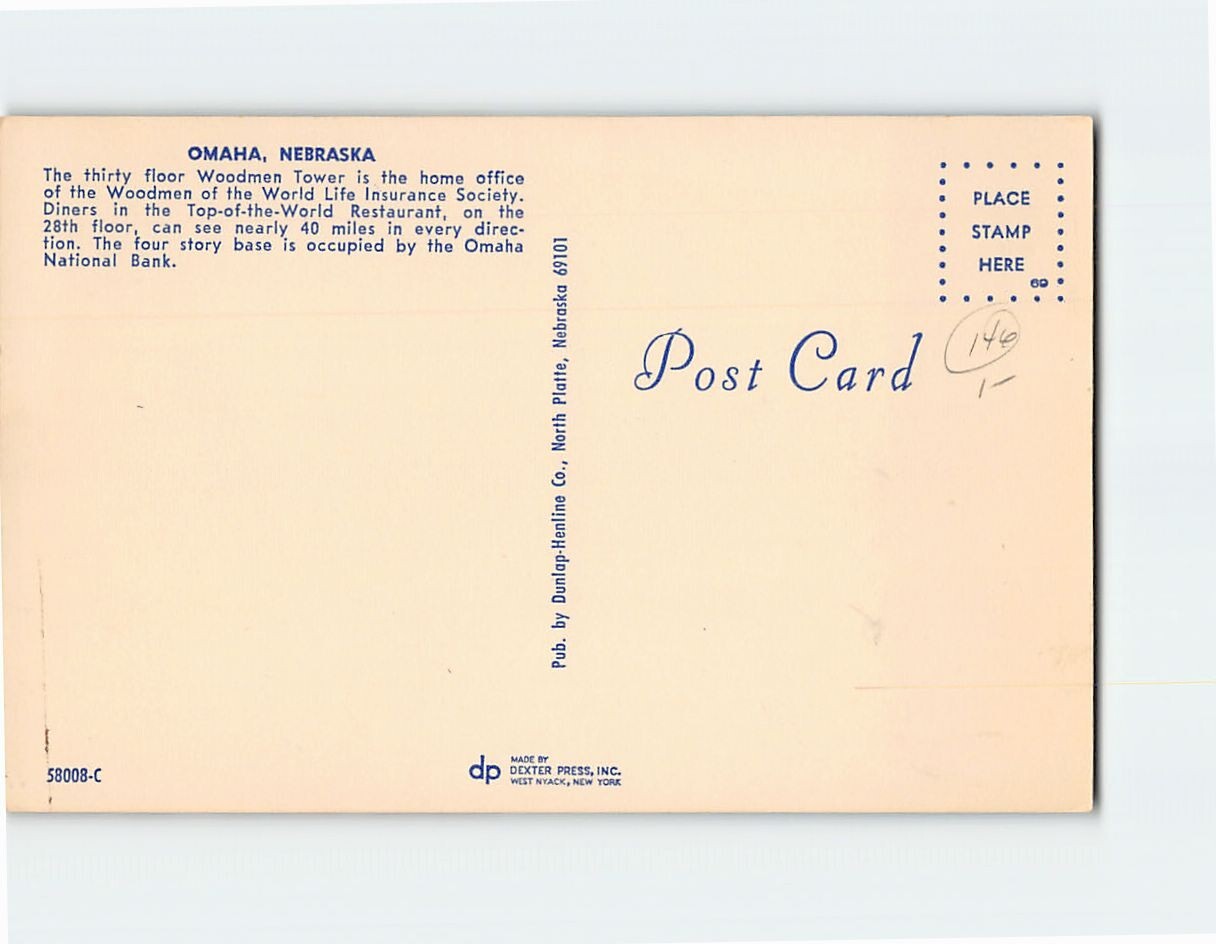 OMAHA, NEBRASKA
The thirty floor Woodmen Tower is the home office
of the Woodmen of the World Life Insurance Society.
Diners in the Top-of-the-World Restaurant, on the
28th floor, can see nearly 40 miles in every direc-
tion. The four story base is occupied by the Omaha
National Bank.
58008-C
Pub. by Dunlap-Henline Co., North Platte, Nebraska 69101
dp
MADE BY
DEXTER PRESS, INC.
WEST NYACK, NEW YORK
PLACE
STAMP
HERE
69
Post Card
146
1-